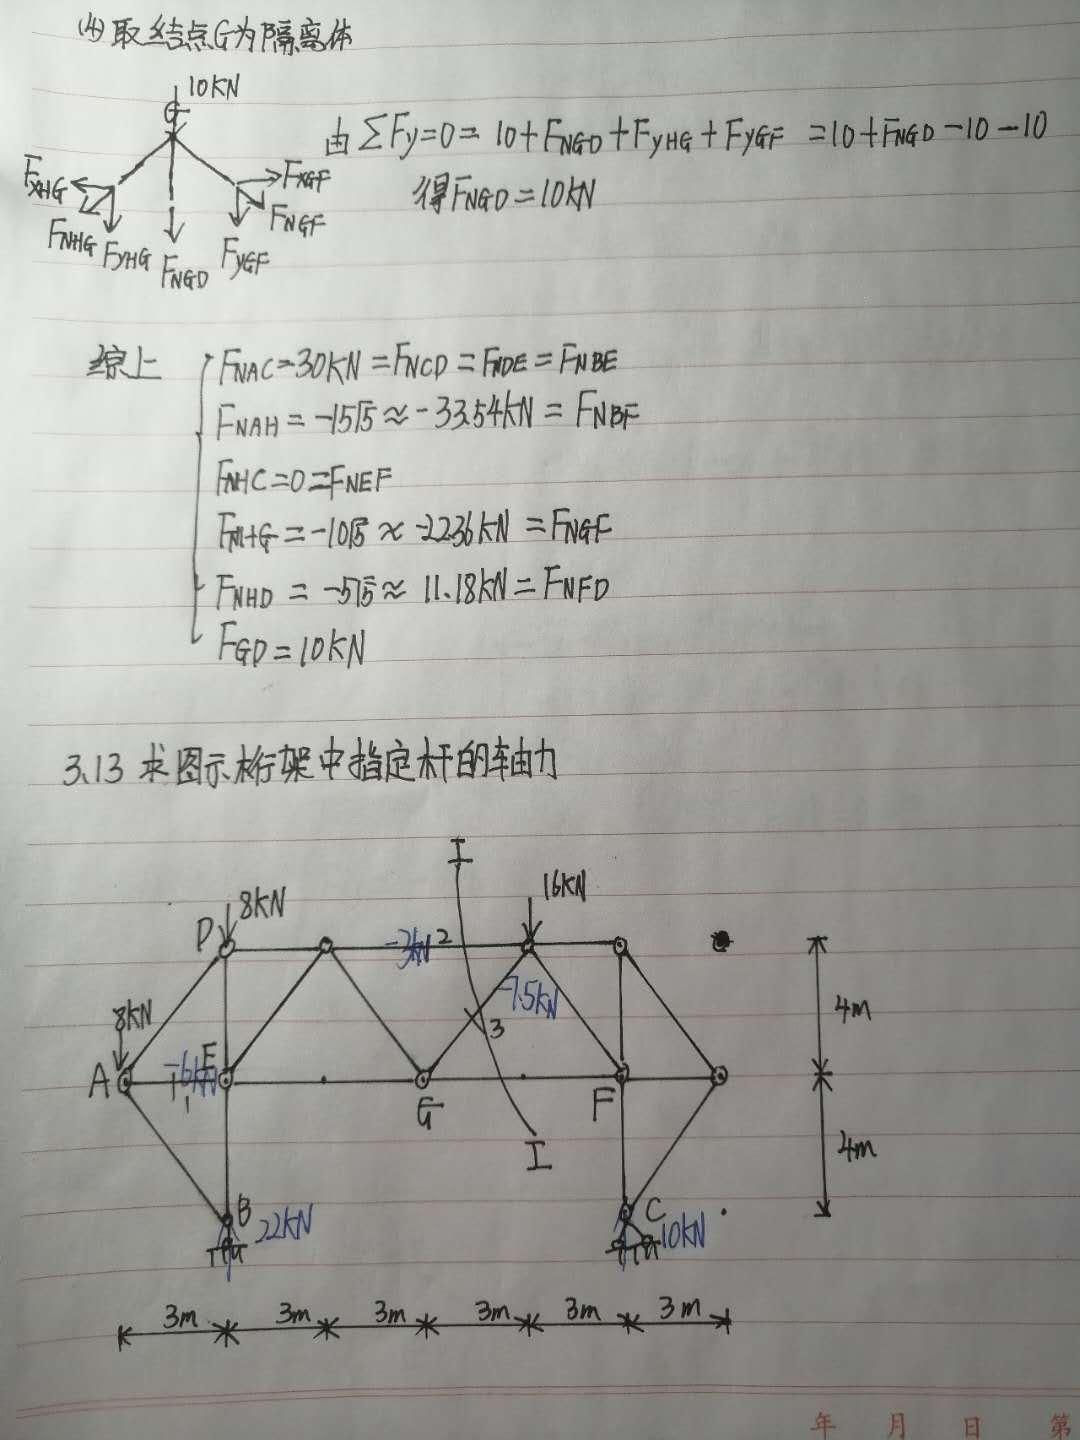 (4) 取结点G为隔离体
10KN
G
由ΣFy=0= 10+FNGD+FYHG+FYGF =10+FNGD-10-10
得FNGD=10kN
FXHG
FXGF
FNHG
FYHG
FNGD
FYGF
FNGF
综上
FNAC=30KN=FNCD=FNDE=FNBE
FNAH=-15√5≈-33.54KN=FNBF
FNHC=0=FNEF
FNHG=-10√5≈-22.36KN=FNGF
FNHD=-5√5≈11.18KN=FNFD
FGD=10KN
3.13 求图示桁架中指定杆的轴力
I
8KN
16KN
D
-3kN
2
8KN
-7.5KN
3
4m
A
-6kN
E
1
G
F
I
4m
B
22KN
C
10KN
3m 3m 3m 3m 3m 3m
年 月 日 第